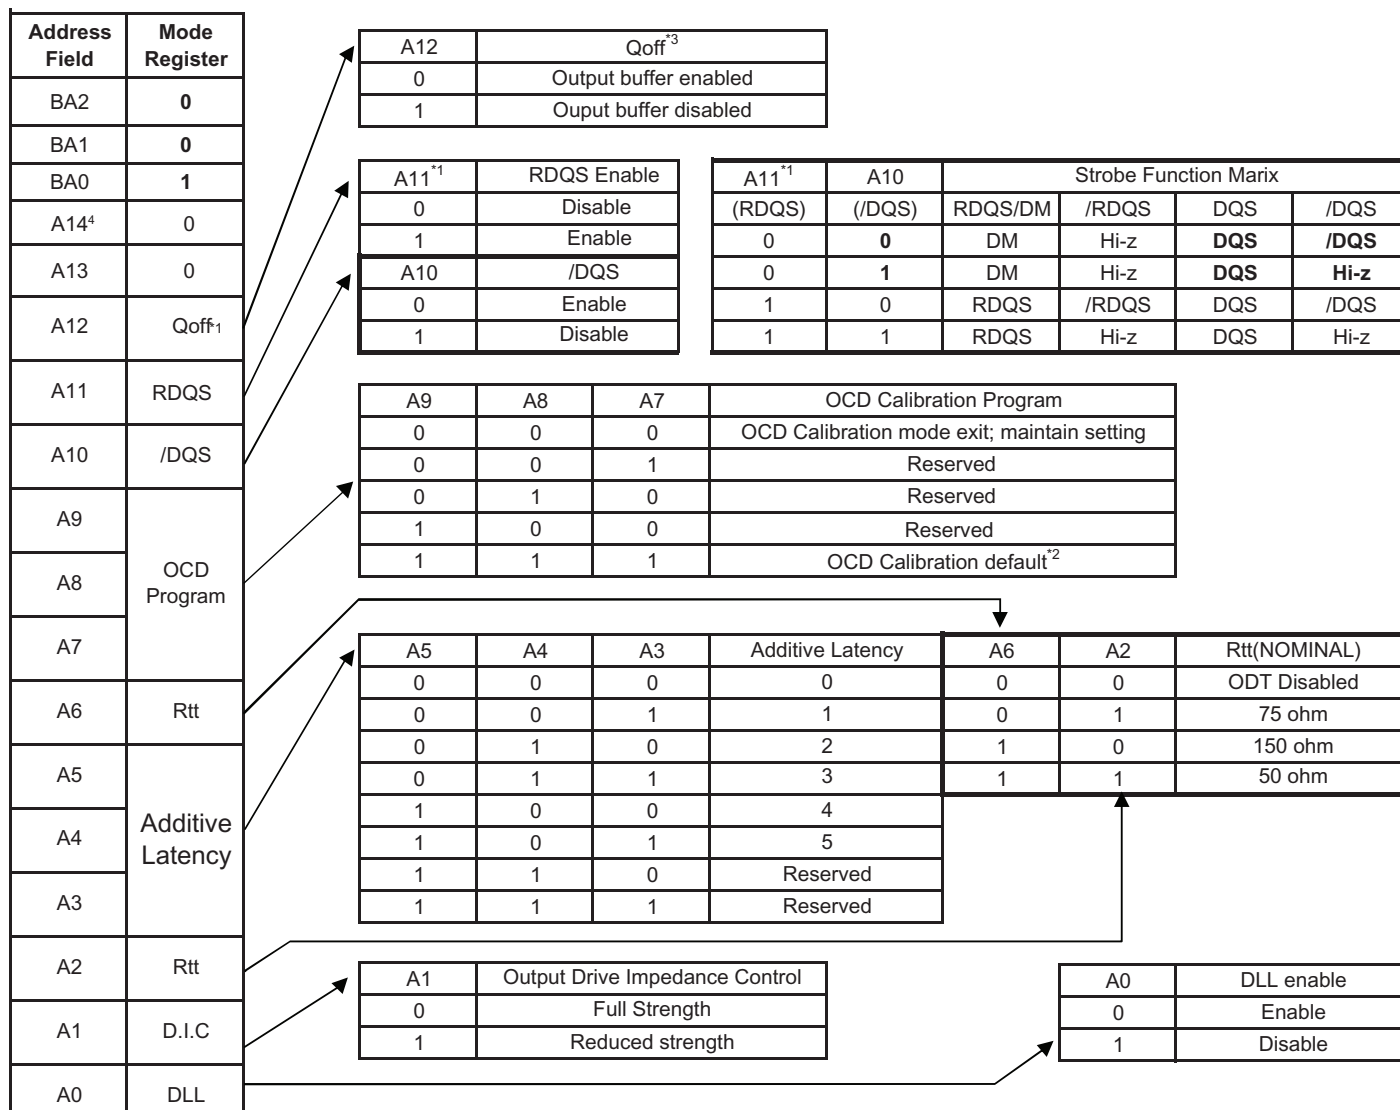 Address Field | Mode Register
BA2 | 0
BA1 | 0
BA0 | 1
A14⁴ | 0
A13 | 0
A12 | Qoff*1
A11 | RDQS
A10 | /DQS
A9
A8 | OCD Program
A7
A6 | Rtt
A5
A4 | Additive Latency
A3
A2 | Rtt
A1 | D.I.C
A0 | DLL
A12 | Qoff*3
0 | Output buffer enabled
1 | Ouput buffer disabled
A11*1 | RDQS Enable
0 | Disable
1 | Enable
A10 | /DQS
0 | Enable
1 | Disable
A11*1 | A10 | Strobe Function Marix
(RDQS) | (/DQS) | RDQS/DM | /RDQS | DQS | /DQS
0 | 0 | DM | Hi-z | DQS | /DQS
0 | 1 | DM | Hi-z | DQS | Hi-z
1 | 0 | RDQS | /RDQS | DQS | /DQS
1 | 1 | RDQS | Hi-z | DQS | Hi-z
A9 | A8 | A7 | OCD Calibration Program
0 | 0 | 0 | OCD Calibration mode exit; maintain setting
0 | 0 | 1 | Reserved
0 | 1 | 0 | Reserved
1 | 0 | 0 | Reserved
1 | 1 | 1 | OCD Calibration default*2
A5 | A4 | A3 | Additive Latency
0 | 0 | 0 | 0
0 | 0 | 1 | 1
0 | 1 | 0 | 2
0 | 1 | 1 | 3
1 | 0 | 0 | 4
1 | 0 | 1 | 5
1 | 1 | 0 | Reserved
1 | 1 | 1 | Reserved
A6 | A2 | Rtt(NOMINAL)
0 | 0 | ODT Disabled
0 | 1 | 75 ohm
1 | 0 | 150 ohm
1 | 1 | 50 ohm
A1 | Output Drive Impedance Control
0 | Full Strength
1 | Reduced strength
A0 | DLL enable
0 | Enable
1 | Disable